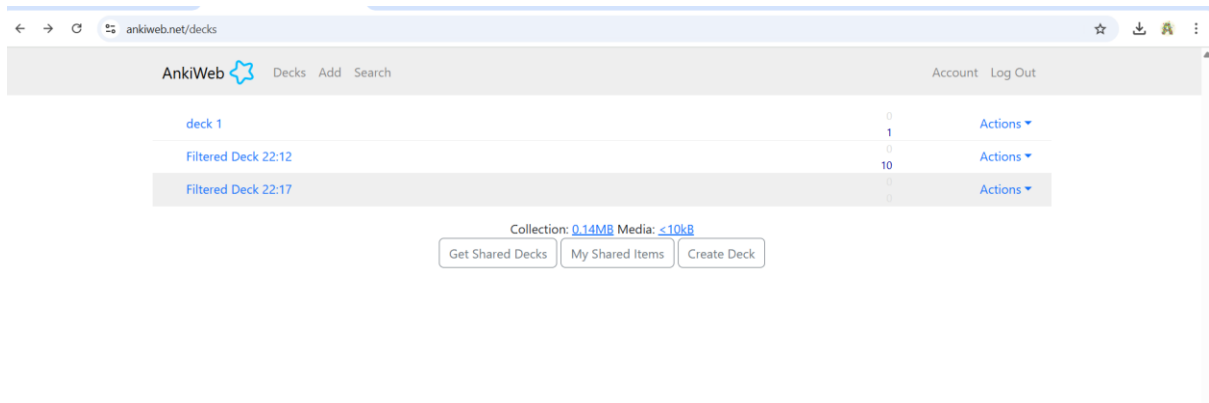 ankiweb.net/decks
AnkiWeb Decks Add Search Account Log Out
deck 1 0 Actions
1
Filtered Deck 22:12 0 Actions
10
Filtered Deck 22:17 0 Actions
0
Collection: 0.14MB Media: <10kB
Get Shared Decks My Shared Items Create Deck